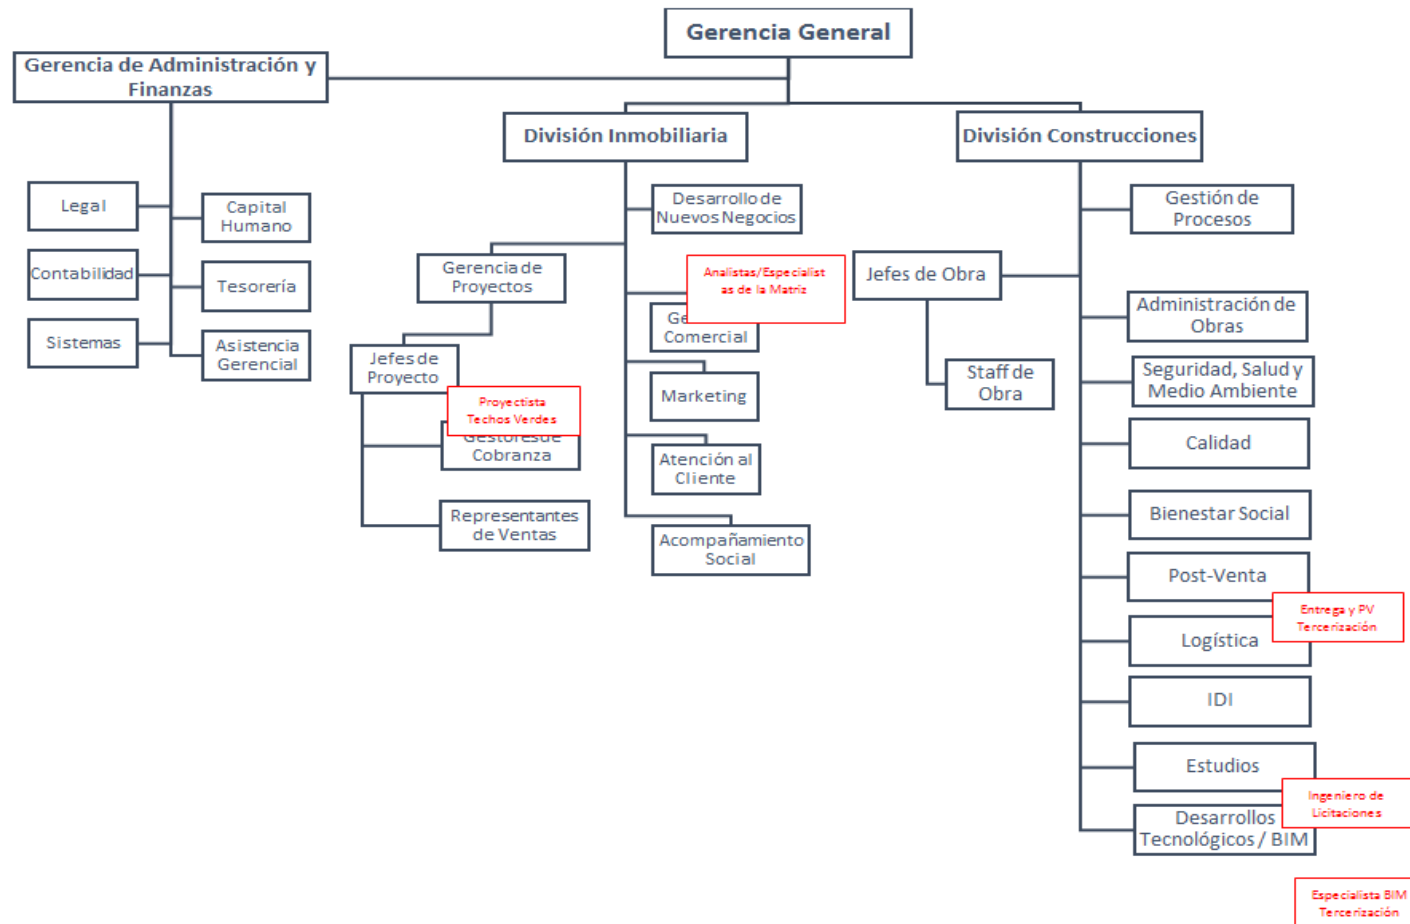 Gerencia General
Gerencia de Administración y
Finanzas
División Inmobiliaria
División Construcciones
Legal
Capital
Humano
Contabilidad
Tesorería
Sistemas
Asistencia
Gerencial
Desarrollo de
Nuevos Negocios
Gerencia de
Proyectos
Analistas/Especialist
as de la Matriz
Ge
Comercial
Jefes de
Proyecto
Proyectista
Techos Verdes
Gestores de
Cobranza
Representantes
de Ventas
Marketing
Atención al
Cliente
Acompañamiento
Social
Jefes de Obra
Staff de
Obra
Gestión de
Procesos
Administración de
Obras
Seguridad, Salud y
Medio Ambiente
Calidad
Bienestar Social
Post-Venta
Entrega y PV
Tercerización
Logística
IDI
Estudios
Ingeniero de
Licitaciones
Desarrollos
Tecnológicos / BIM
Especialista BIM
Tercerización